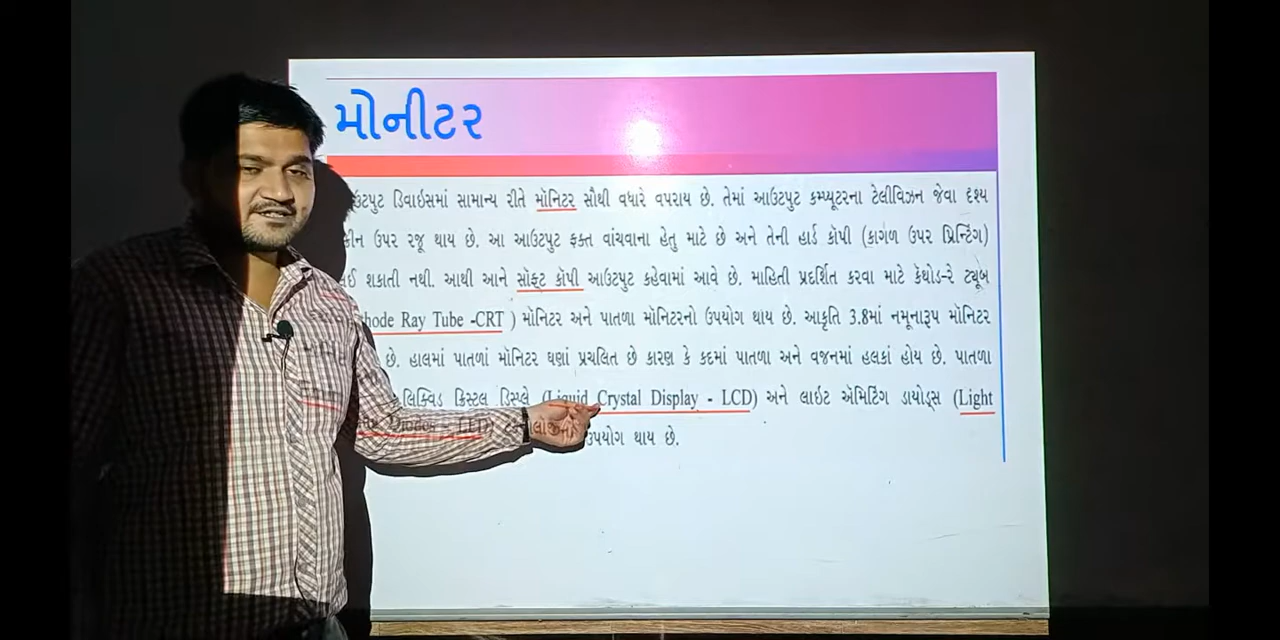 મોનીટર
ડિવાઇસમાં સામાન્ય રીતે મૉનિટર સૌથી વધારે વપરાય છે. તેમાં આઉટપુટ કમ્પ્યૂટરના ટેલીવિઝન જેવા દૃશ્ય
ઉપર રજૂ થાય છે. આ આઉટપુટ ફક્ત વાંચવાના હેતુ માટે છે અને તેની હાર્ડ કૉપી (કાગળ ઉપર પ્રિન્ટિંગ)
શકાતી નથી. આથી આને સૉફ્ટ કૉપી આઉટપુટ કહેવામાં આવે છે. માહિતી પ્રદર્શિત કરવા માટે કૅથોડ-રે ટ્યૂબ
Ray Tube -CRT ) મૉનિટર અને પાતળા મૉનિટરનો ઉપયોગ થાય છે. આકૃતિ 3.8માં નમૂનારૂપ મૉનિટર
છે. હાલમાં પાતળાં મૉનિટર ઘણાં પ્રચલિત છે કારણ કે કદમાં પાતળા અને વજનમાં હલકાં હોય છે. પાતળા
લિક્વિડ ક્રિસ્ટલ ડિસ્પ્લે (Liquid Crystal Display - LCD) અને લાઇટ ઍમિટિંગ ડાયોડ્સ (Light
Diodes - LED) ઉપયોગ થાય છે.